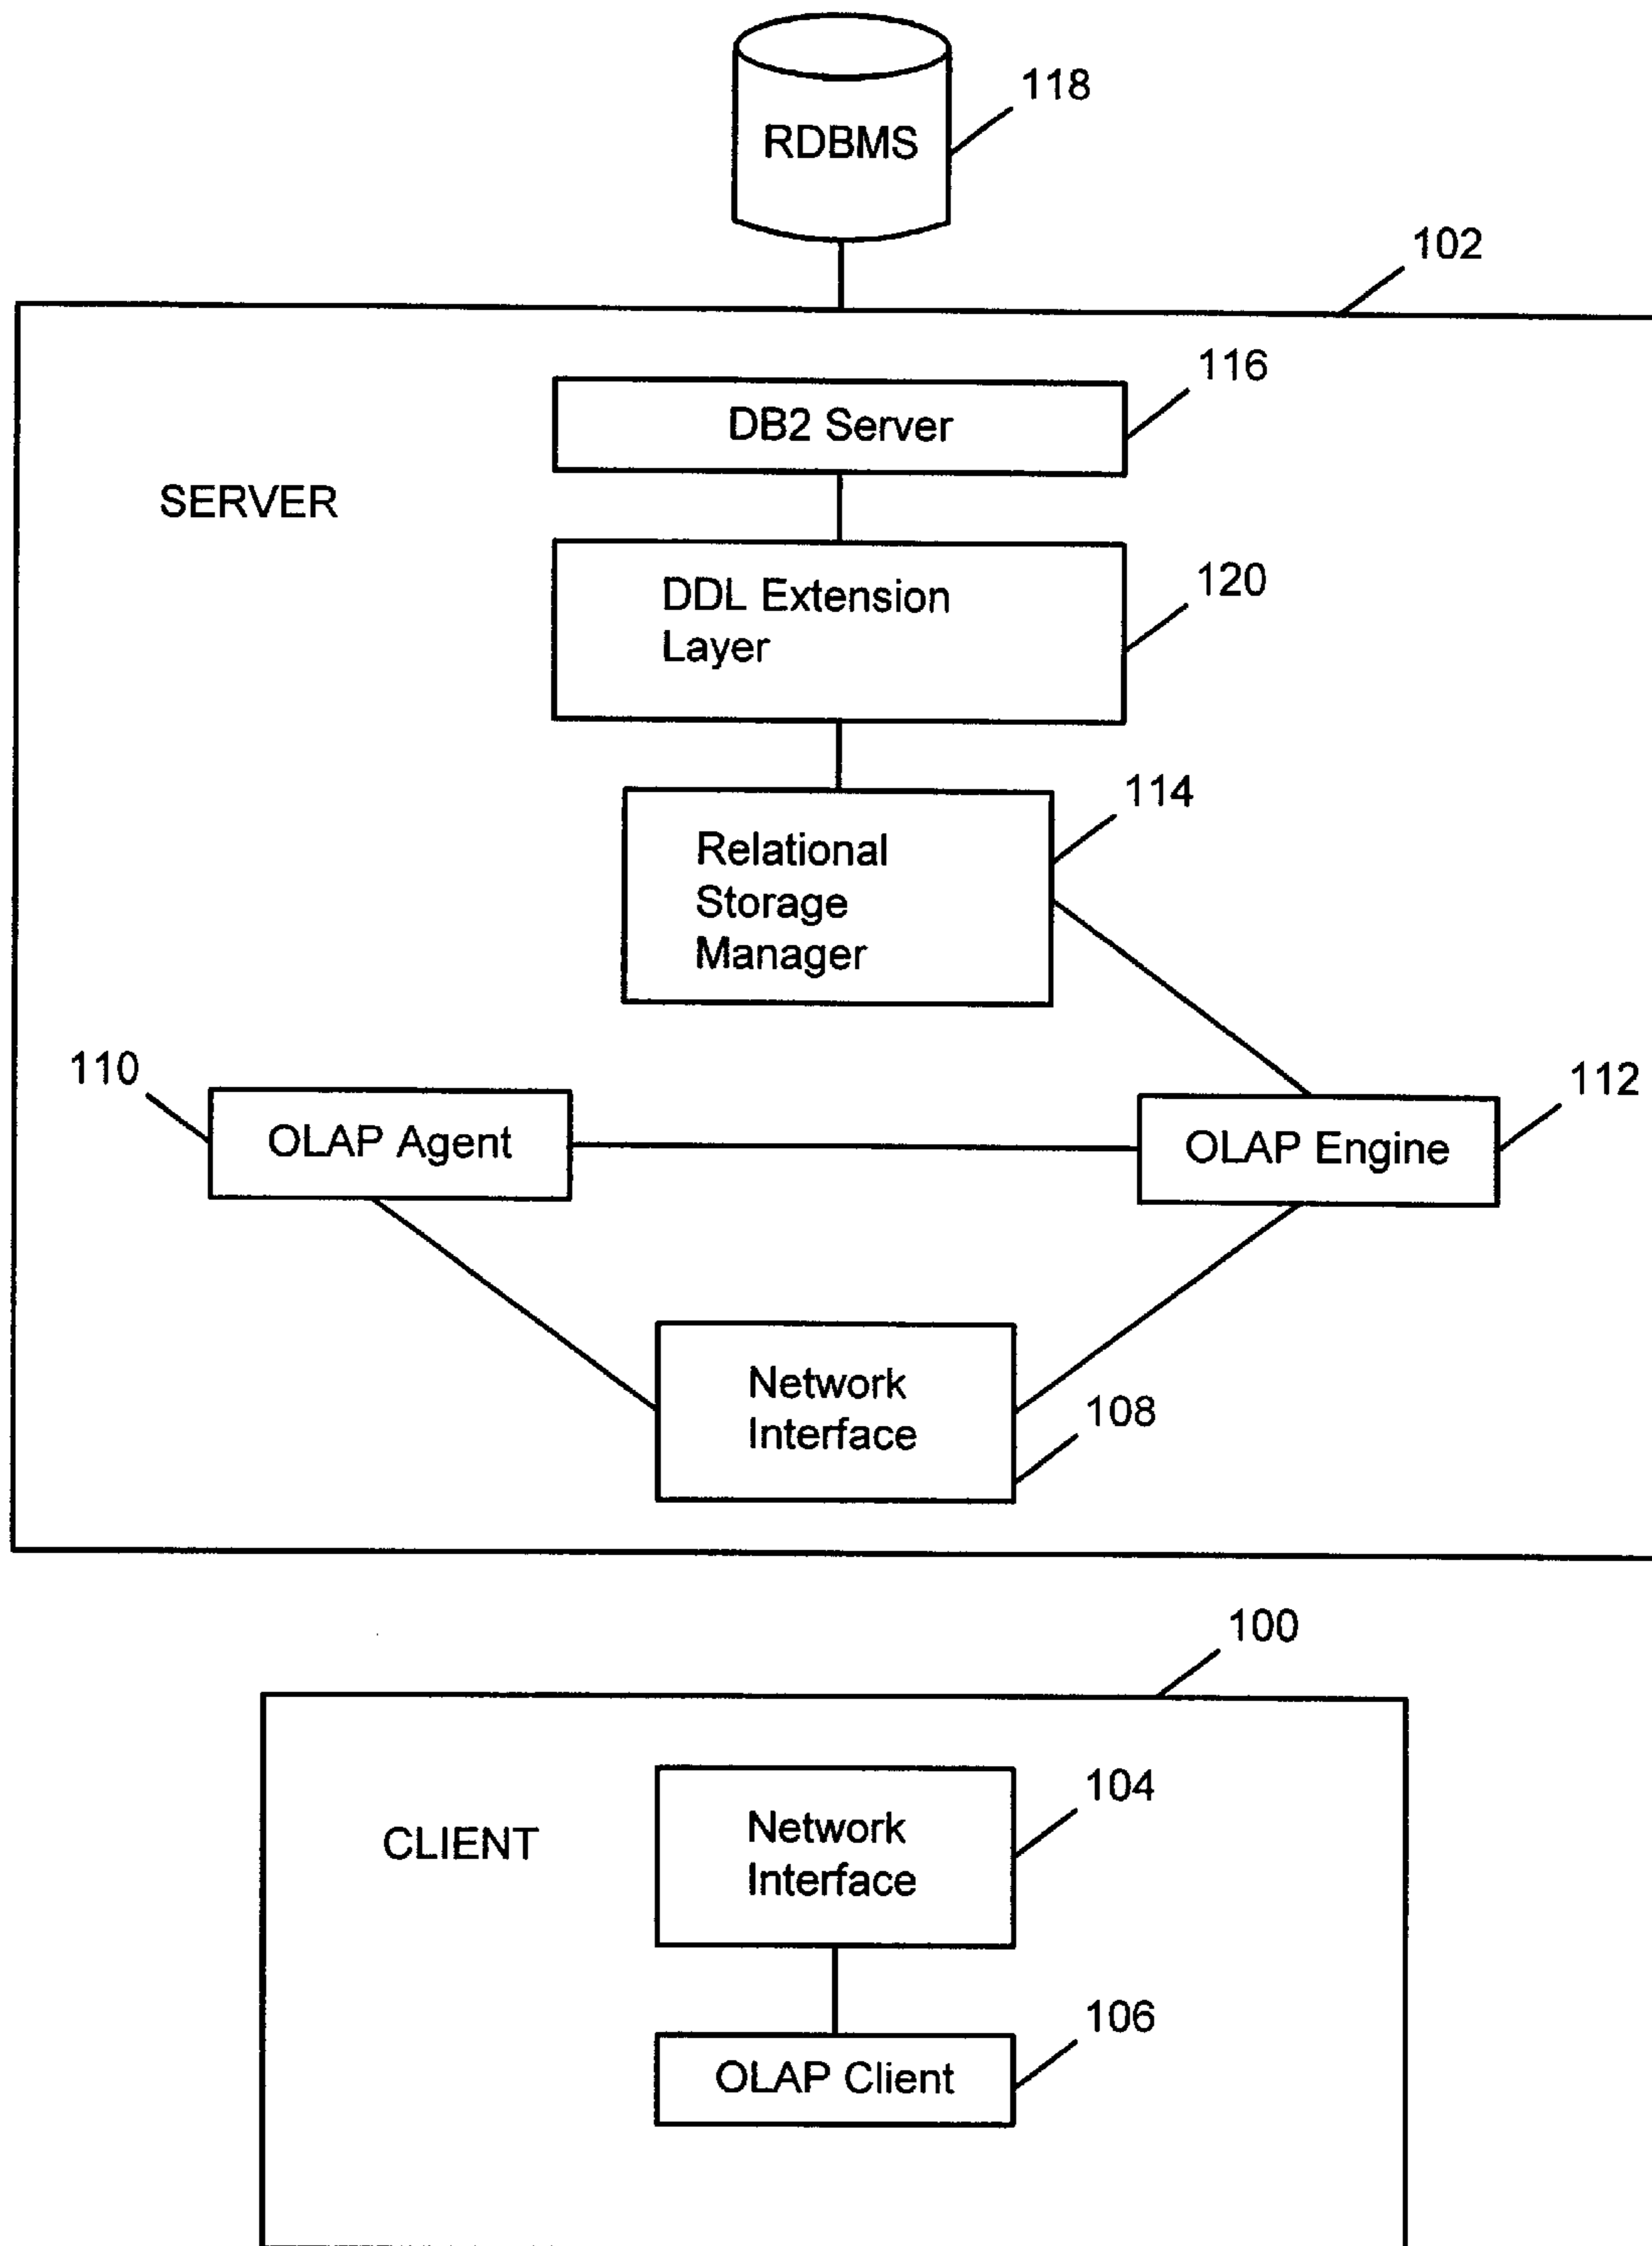 118
RDBMS
102
116
DB2 Server
SERVER
120
DDL Extension
Layer
114
Relational
Storage
Manager
110
112
OLAP Agent
OLAP Engine
Network
Interface
108
100
104
Network
Interface
CLIENT
106
OLAP Client